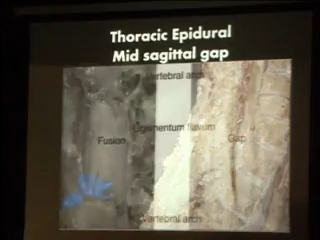 Thoracic Epidural
Mid sagittal gap
Vertebral arch
Ligamentum flavum
Fusion
Gap
Vertebral arch